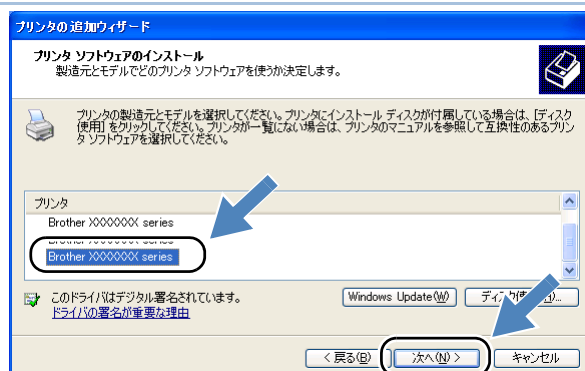 プリンタの追加ウィザード
プリンタ ソフトウェアのインストール
製造元とモデルでどのプリンタ ソフトウェアを使うか決定します。
プリンタの製造元とモデルを選択してください。プリンタにインストール ディスクが付属している場合は、[ディスク
使用] をクリックしてください。プリンタが一覧にない場合は、プリンタのマニュアルを参照して互換性のあるプリン
タ ソフトウェアを選択してください。
プリンタ
Brother XXXXXXX series
Brother XXXXXXX series
このドライバはデジタル署名されています。
Windows Update(W)
ドライバの署名が重要な理由
< 戻る(B)
次へ(N) >
キャンセル